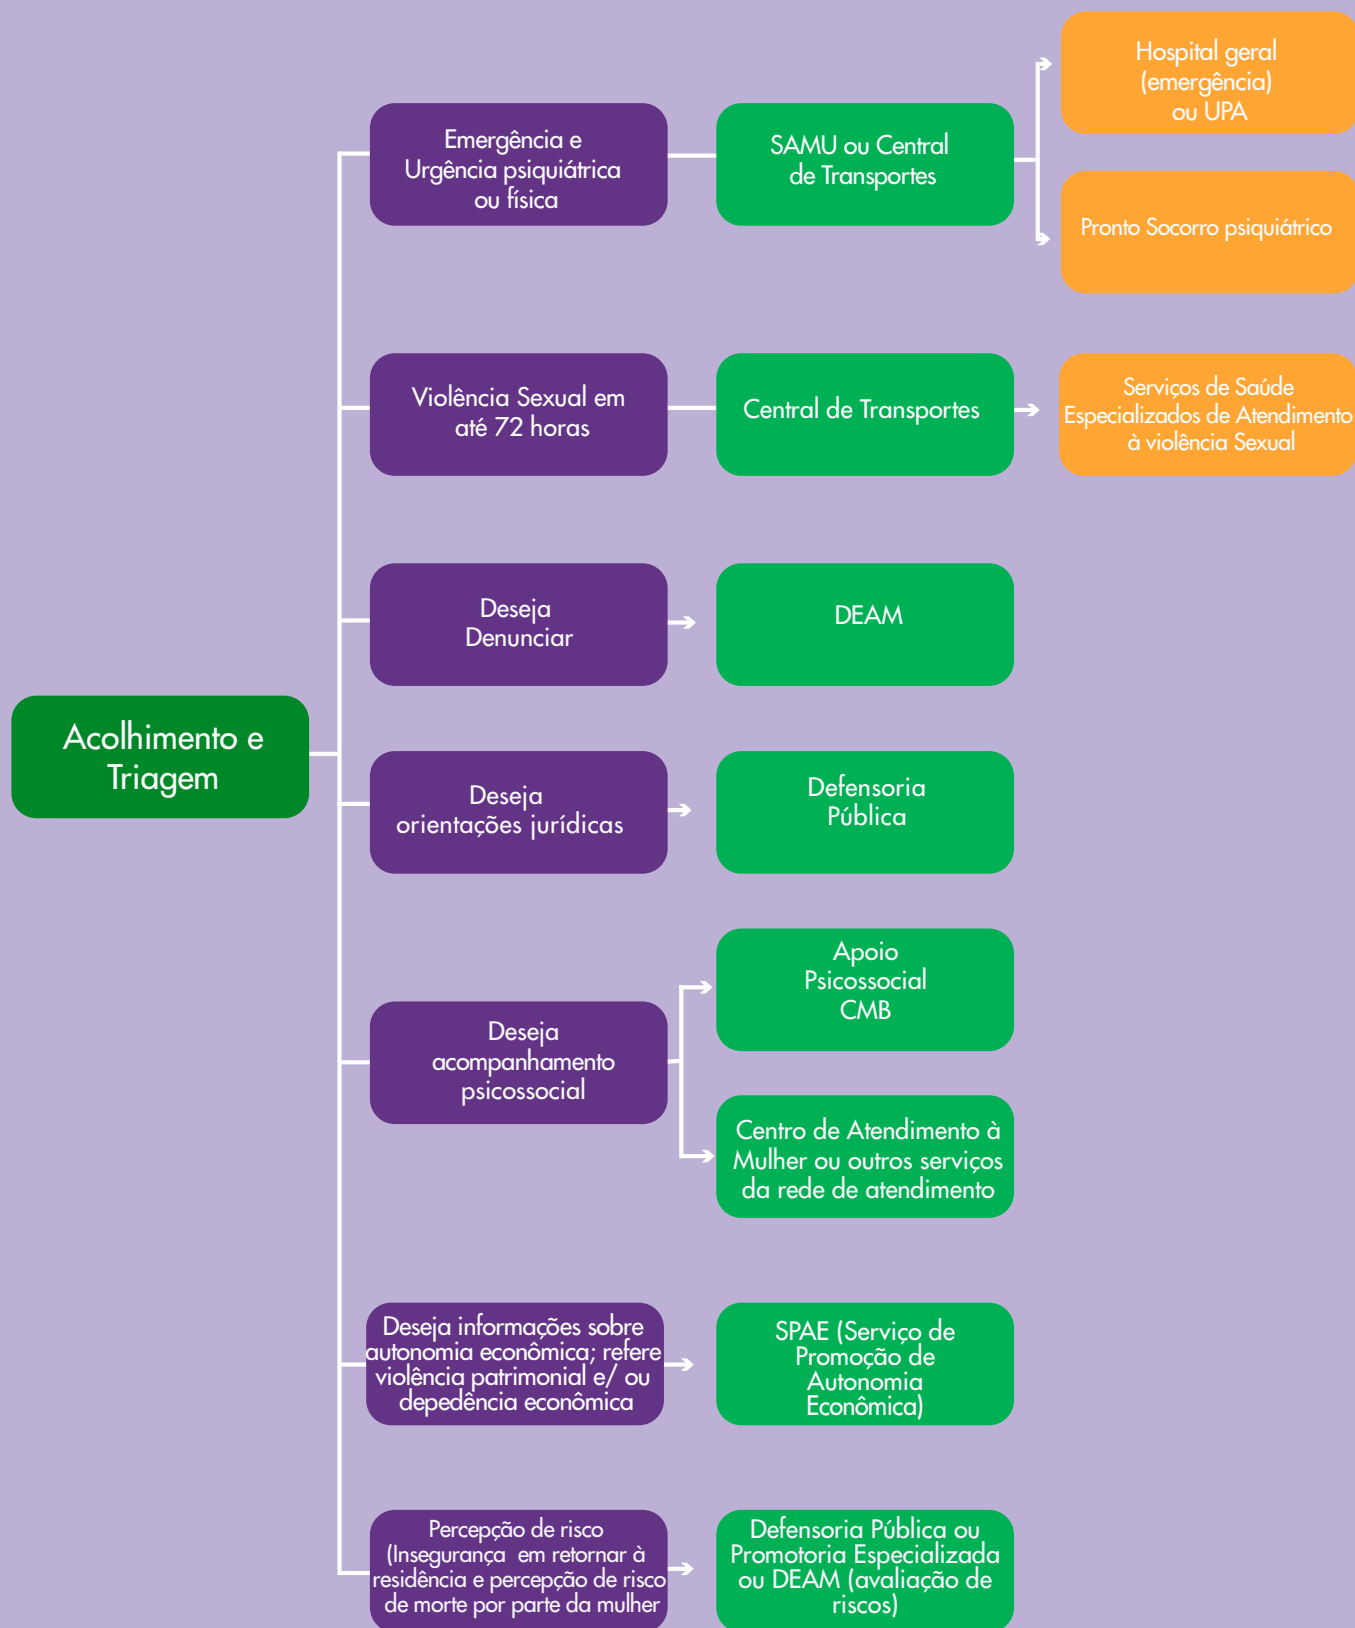 Hospital geral
(emergência)
ou UPA
Emergência e
Urgência psiquiátrica
ou física
SAMU ou Central
de Transportes
Pronto Socorro psiquiátrico
Violência Sexual em
até 72 horas
Central de Transportes
Serviços de Saúde
Especializados de Atendimento
à violência Sexual
Deseja
Denunciar
DEAM
Acolhimento e
Triagem
Deseja
orientações jurídicas
Defensoria
Pública
Apoio
Psicossocial
CMB
Deseja
acompanhamento
psicossocial
Centro de Atendimento à
Mulher ou outros serviços
da rede de atendimento
Deseja informações sobre
autonomia econômica; refere
violência patrimonial e/ ou
depedência econômica
SPAE (Serviço de
Promoção de
Autonomia
Econômica)
Percepção de risco
(Insegurança em retornar à
residência e percepção de risco
de morte por parte da mulher
Defensoria Pública ou
Promotoria Especializada
ou DEAM (avaliação de
riscos)